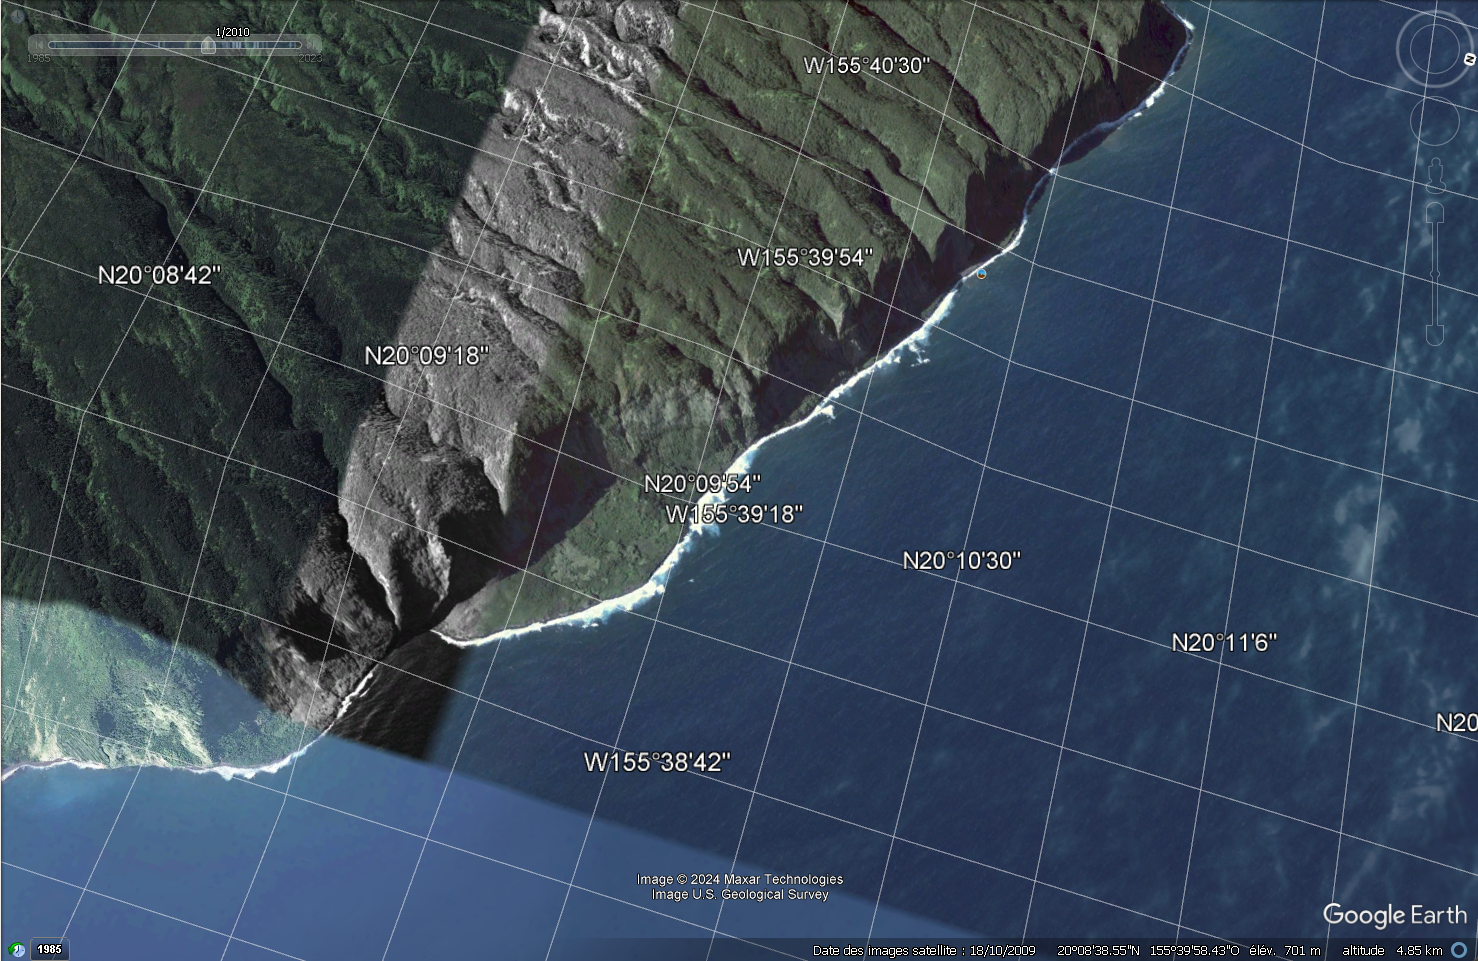 1/2010
1985
2023
W155°40'30"
N
W155°39'54"
N20°08'42"
N20°09'18"
N20°09'54"
W155°39'18"
N20°10'30"
N20°11'6"
N20
W155°38'42"
Image © 2024 Maxar Technologies
Image U.S. Geological Survey
Google Earth
1985
Date des images satellite : 18/10/2009 20°08'38.55"N 155°39'58.43"O élév. 701 m altitude 4.85 km